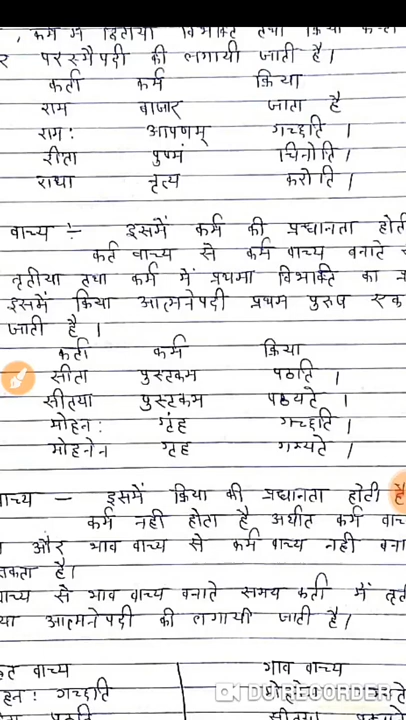 , कर्म में द्वितीया विभक्ति तथा क्रिया
र परस्मैपदी की लगायी जाती है।
कर्ता कर्म क्रिया
राम बाजार जाता है
रामः आपणम् गच्छति ।
सीता पुष्पं चिनोति ।
राधा नृत्य करोति ।
वाच्य :- इसमें कर्म की प्रधानता होती
कर्तृ वाच्य से कर्म वाच्य बनाते
तृतीया तथा कर्म में प्रथमा विभक्ति का
इसमें क्रिया आत्मनेपदी प्रथम पुरुष एक
जाती है ।
कर्ता कर्म क्रिया
सीता पुस्तकम पठति ।
सीतया पुस्तकम पठ्यते ।
मोहनः गृह गच्छति ।
मोहनेन गृह गम्यते ।
वाच्य — इसमें क्रिया की प्रधानता होती है
कर्म नही होता है अर्थात कर्म वाच
और भाव वाच्य से कर्म वाच्य नही बना
सकता है।
वाच्य से भाव वाच्य बनाते समय कर्ता में तृ
या आत्मनेपदी की लगायी जाती है।
वाच्य भाव वाच्य
हनः गच्छति
DU RECORDER